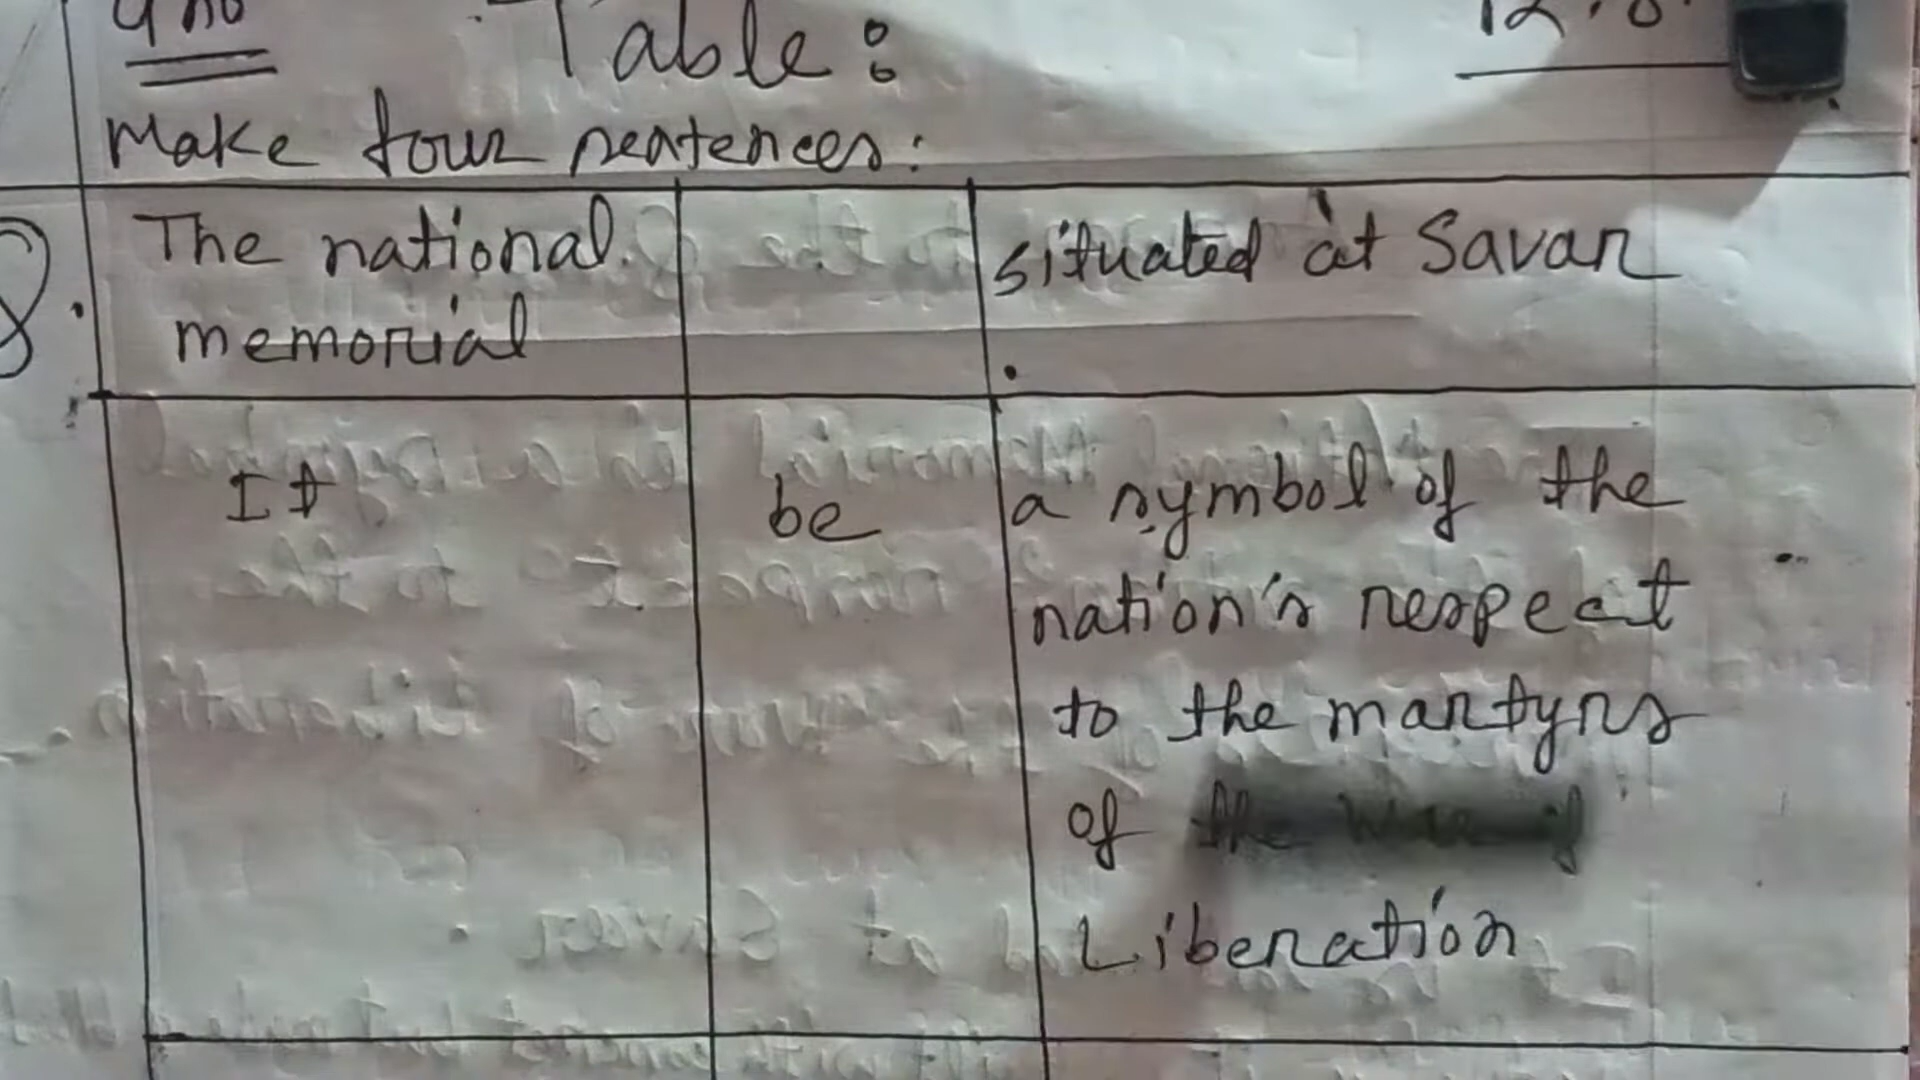 Table:
Make four sentences:
The national
memorial
situated at Savar
It
be
a symbol of the
nation's respect
to the martyrs
of
Liberation